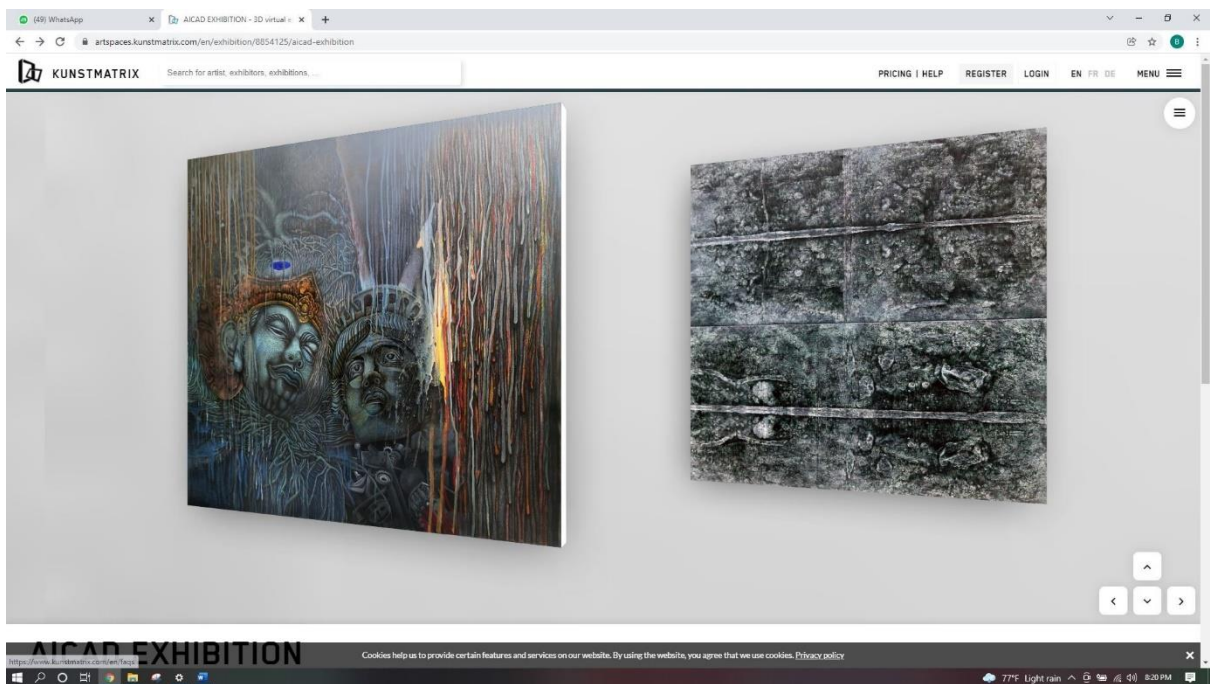 (49) WhatsApp
AICAD EXHIBITION - 3D virtual e
artspaces.kunstmatrix.com/en/exhibition/8854125/aicad-exhibition
B
KUNSTMATRIX
Search for artist, exhibitors, exhibitions, ...
PRICING | HELP
REGISTER
LOGIN
EN FR DE
MENU
AICAD EXHIBITION
https://www.kunstmatrix.com/en/faqs
Cookies help us to provide certain features and services on our website. By using the website, you agree that we use cookies. Privacy policy
77°F Light rain
8:20 PM